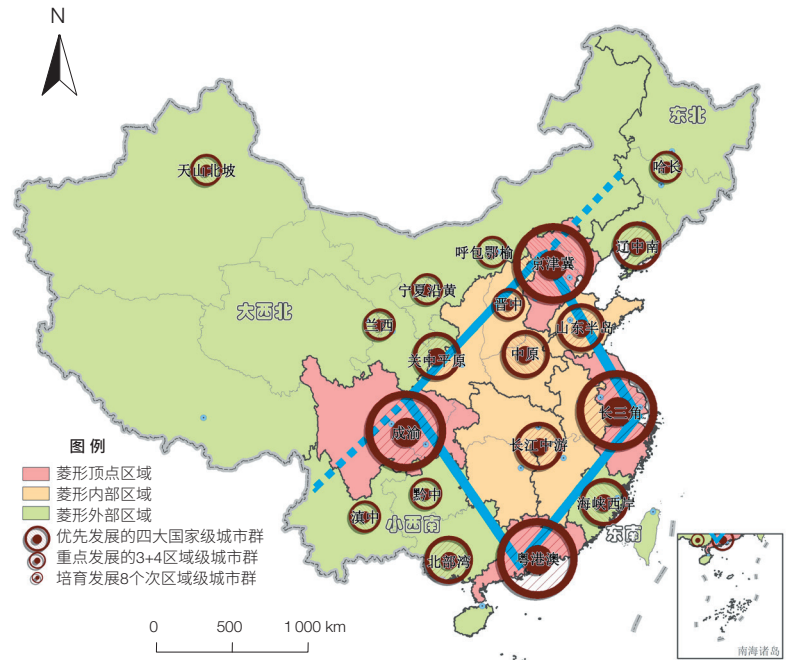 N
东北
天山北坡
哈长
辽中南
呼包鄂榆
京津冀
宁夏沿黄
晋中
大西北
兰西
山东半岛
关中平原
中原
长三角
成渝
长江中游
图 例
菱形顶点区域
菱形内部区域
菱形外部区域
优先发展的四大国家级城市群
重点发展的3+4区域级城市群
培育发展8个次区域级城市群
黔中
滇中
小西南
海峡西岸
东南
北部湾
粤港澳
0 500 1 000 km
南海诸岛